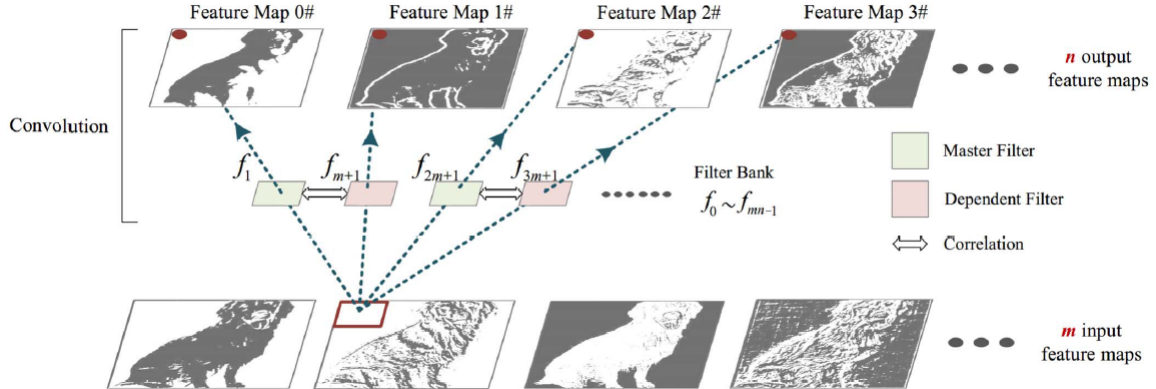 Feature Map 0#
Feature Map 1#
Feature Map 2#
Feature Map 3#
n output
feature maps
Convolution
f1
fm+1
f2m+1
f3m+1
Filter Bank
f0 ~ fmn−1
Master Filter
Dependent Filter
Correlation
m input
feature maps